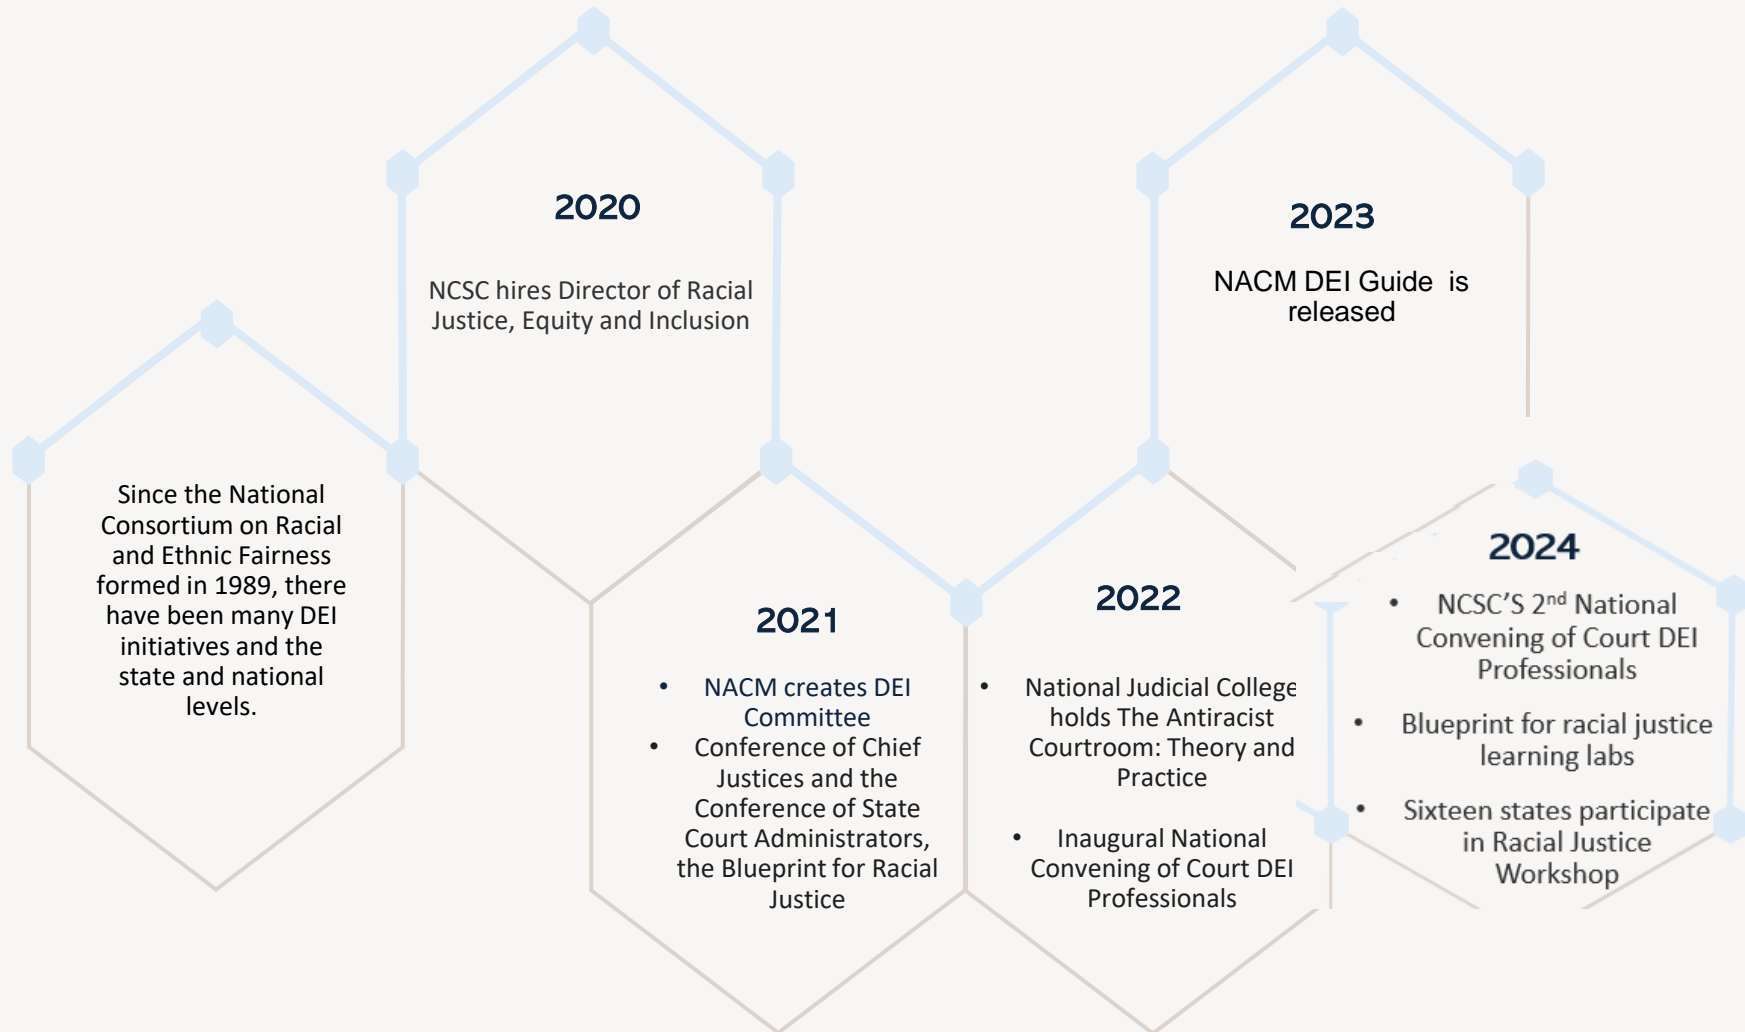 Since the National
Consortium on Racial
and Ethnic Fairness
formed in 1989, there
have been many DEI
initiatives and the
state and national
levels.
2020
NCSC hires Director of Racial
Justice, Equity and Inclusion
2021
• NACM creates DEI
Committee
• Conference of Chief
Justices and the
Conference of State
Court Administrators,
the Blueprint for Racial
Justice
2022
• National Judicial College
holds The Antiracist
Courtroom: Theory and
Practice
• Inaugural National
Convening of Court DEI
Professionals
2023
NACM DEI Guide  is
released
2024
• NCSC’S 2nd National
Convening of Court DEI
Professionals
• Blueprint for racial justice
learning labs
• Sixteen states participate
in Racial Justice
Workshop